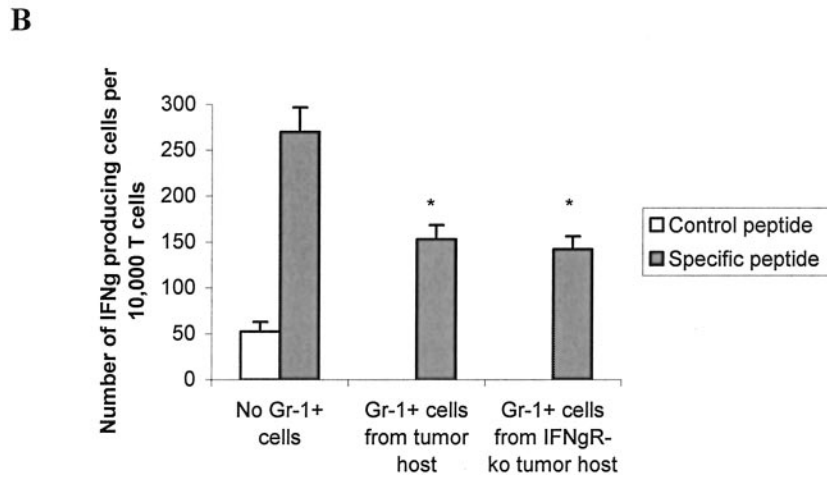 B
Number of IFNg producing cells per
10,000 T cells
300
250
200
150
100
50
0
*
*
No Gr-1+
cells
Gr-1+ cells
from tumor
host
Gr-1+ cells
from IFNgR-
ko tumor host
Control peptide
Specific peptide